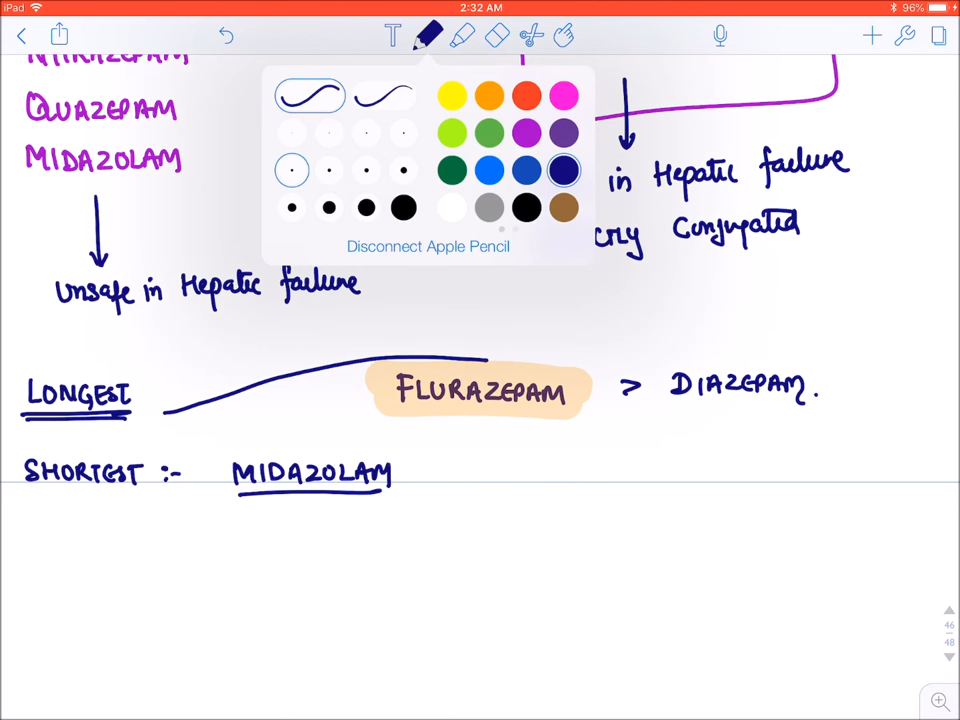 iPad 2:32 AM 96%
T
NITRAZEPAM
QUAZEPAM
MIDAZOLAM
in Hepatic failure
Conjugated
Disconnect Apple Pencil
Unsafe in Hepatic failure
LONGEST FLURAZEPAM > DIAZEPAM.
SHORTEST :- MIDAZOLAM
46
48